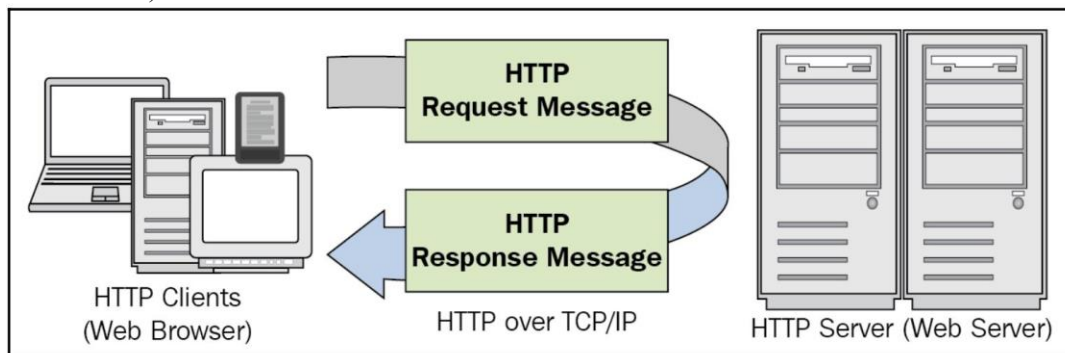 HTTP
Request Message
HTTP
Response Message
HTTP Clients
(Web Browser)
HTTP over TCP/IP
HTTP Server (Web Server)